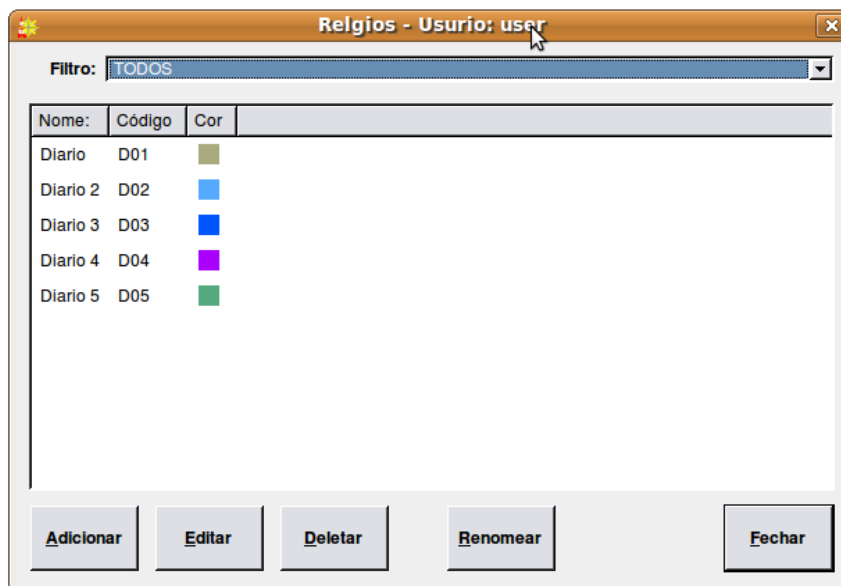 Relgios - Usurio: user
Filtro: TODOS
Nome: Código Cor
Diario D01
Diario 2 D02
Diario 3 D03
Diario 4 D04
Diario 5 D05
Adicionar Editar Deletar Renomear Fechar